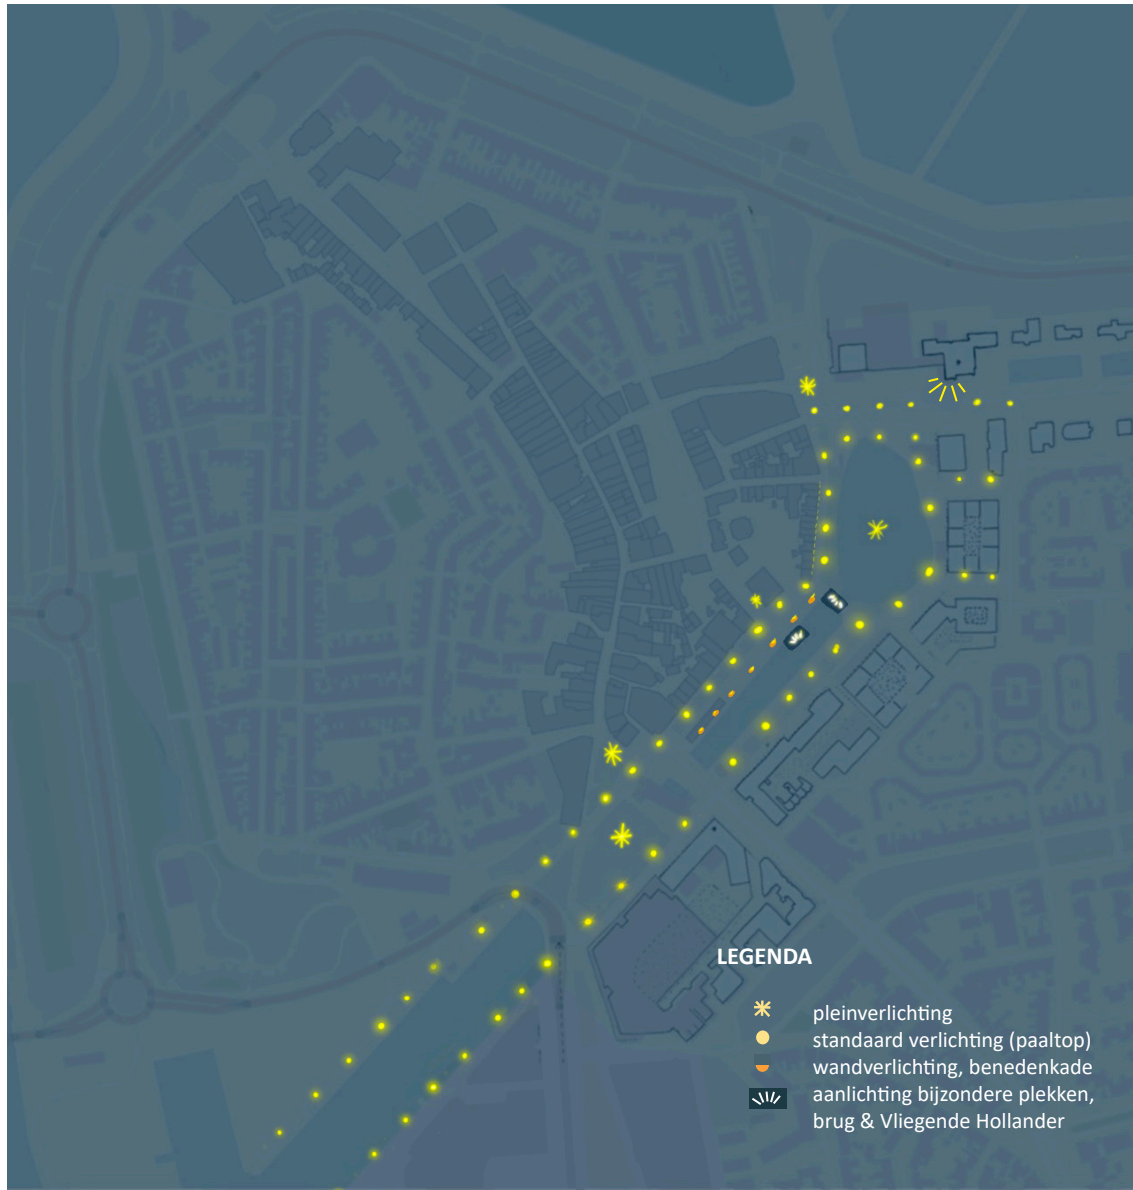 LEGENDA
pleinverlichting
standaard verlichting (paaltop)
wandverlichting, benedenkade
aanlichting bijzondere plekken,
brug & Vliegende Hollander